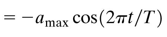 = −a_max cos(2πt/T)